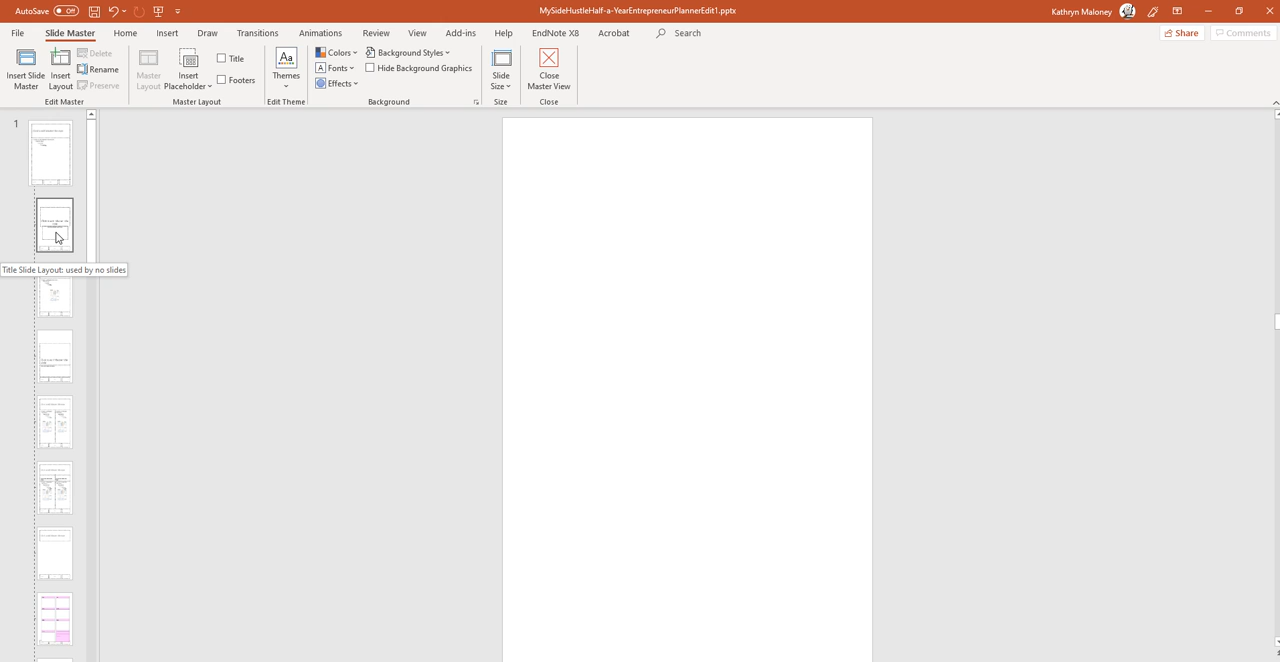 AutoSave Off
MySideHustleHalf-a-YearEntrepreneurPlannerEdit1.pptx
Kathryn Maloney
File Slide Master Home Insert Draw Transitions Animations Review View Add-ins Help EndNote X8 Acrobat Search
Share Comments
Insert Slide Master
Insert Layout
Delete
Rename
Preserve
Edit Master
Master Layout
Insert Placeholder
Title
Footers
Master Layout
Aa
Themes
Edit Theme
Colors
A Fonts
Effects
Background Styles
Hide Background Graphics
Background
Slide Size
Size
Close Master View
Close
1
Title Slide Layout: used by no slides